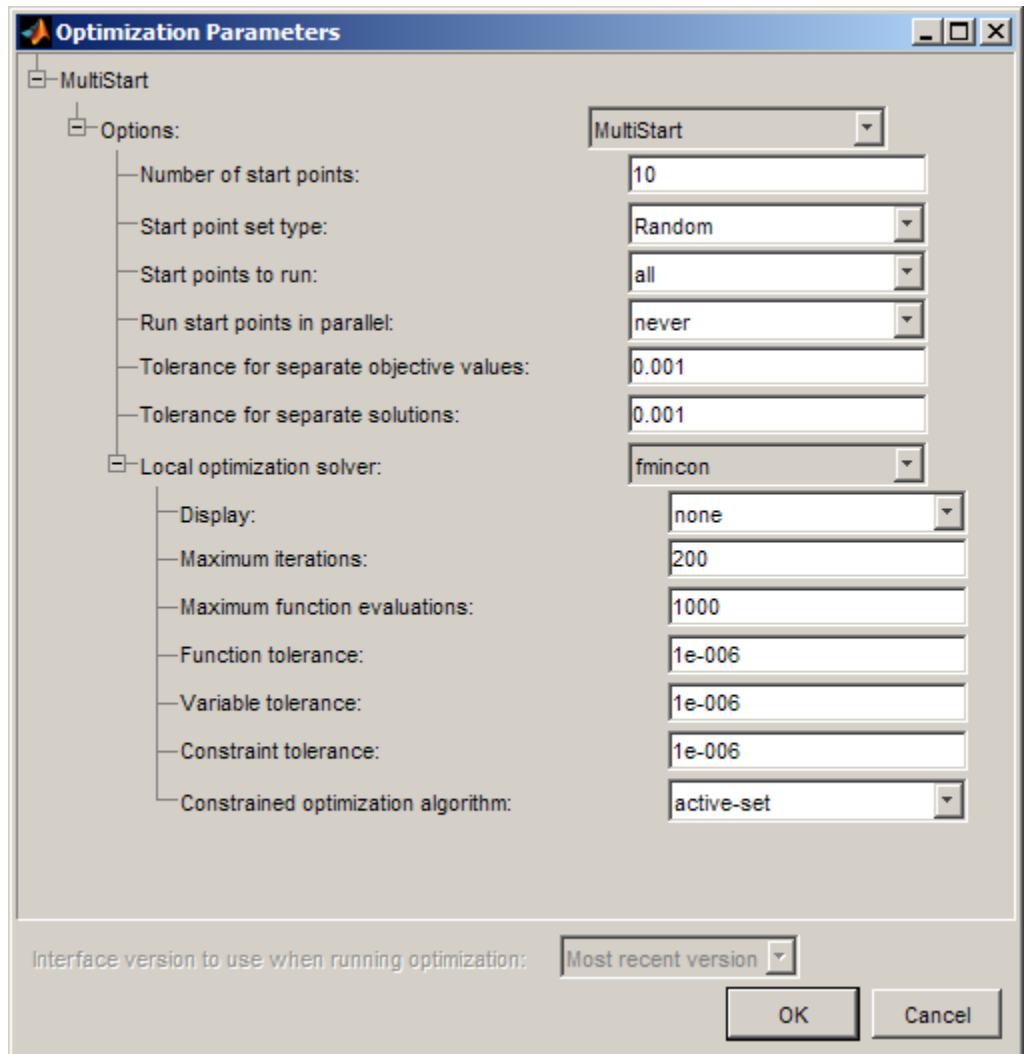 Optimization Parameters
MultiStart
Options: MultiStart
Number of start points: 10
Start point set type: Random
Start points to run: all
Run start points in parallel: never
Tolerance for separate objective values: 0.001
Tolerance for separate solutions: 0.001
Local optimization solver: fmincon
Display: none
Maximum iterations: 200
Maximum function evaluations: 1000
Function tolerance: 1e-006
Variable tolerance: 1e-006
Constraint tolerance: 1e-006
Constrained optimization algorithm: active-set
Interface version to use when running optimization: Most recent version
OK Cancel